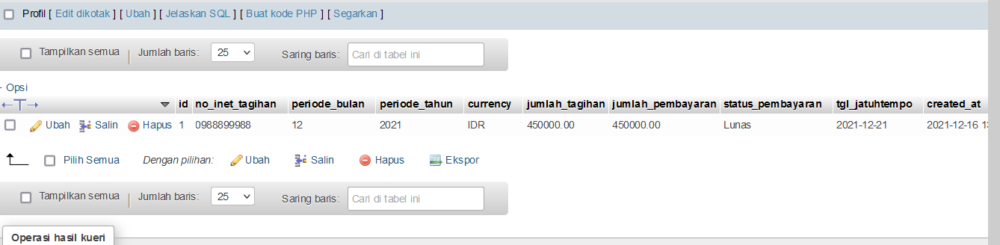 Profil [ Edit dikotak ] [ Ubah ] [ Jelaskan SQL ] [ Buat kode PHP ] [ Segarkan ]
Tampilkan semua | Jumlah baris: 25 Saring baris: Cari di tabel ini
- Opsi
←T→ id no_inet_tagihan periode_bulan periode_tahun currency jumlah_tagihan jumlah_pembayaran status_pembayaran tgl_jatuhtempo created_at
Ubah Salin Hapus 1 0988899988 12 2021 IDR 450000.00 450000.00 Lunas 2021-12-21 2021-12-16
Pilih Semua Dengan pilihan: Ubah Salin Hapus Ekspor
Tampilkan semua | Jumlah baris: 25 Saring baris: Cari di tabel ini
Operasi hasil kueri